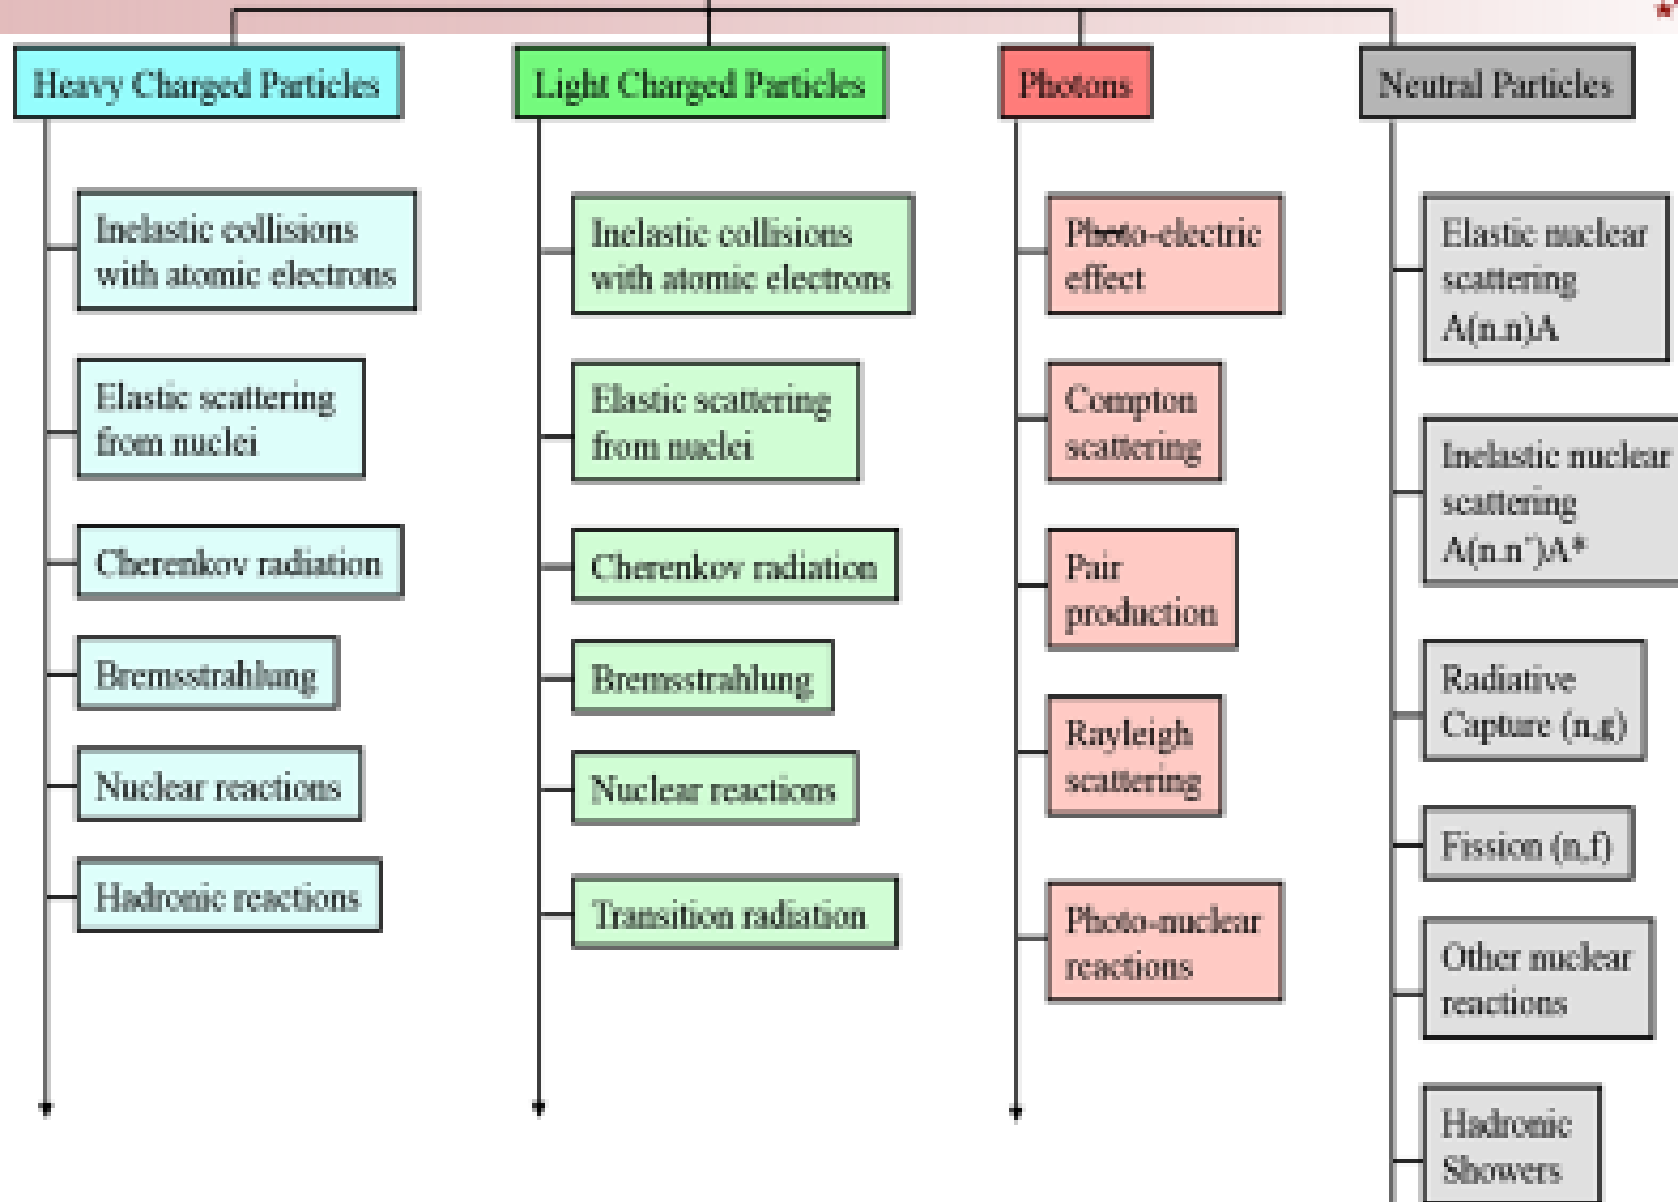 Heavy Charged Particles
Inelastic collisions
with atomic electrons
Elastic scattering
from nuclei
Cherenkov radiation
Bremsstrahlung
Nuclear reactions
Hadronic reactions
Light Charged Particles
Inelastic collisions
with atomic electrons
Elastic scattering
from nuclei
Cherenkov radiation
Bremsstrahlung
Nuclear reactions
Transition radiation
Photons
Photo-electric
effect
Compton
scattering
Pair
production
Rayleigh
scattering
Photo-nuclear
reactions
Neutral Particles
Elastic nuclear
scattering
A(n.n)A
Inelastic nuclear
scattering
A(n.n')A*
Radiative
Capture (n,g)
Fission (n,f)
Other nuclear
reactions
Hadronic
Showers